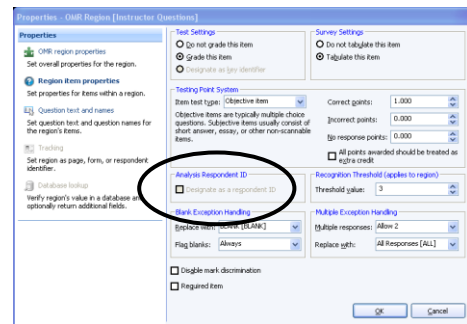 Properties - OMR Region [Instructor Questions]
Properties
OMR region properties
Set overall properties for the region.
Region item properties
Set properties for items within a region.
Question text and names
Set question text and question names for
the region's items.
Tracking
Set region as page, form, or respondent
identifier.
Database lookup
Verify region's value in a database and
optionally return additional fields.
Test Settings
Do not grade this item
Grade this item
Designate as key identifier
Survey Settings
Do not tabulate this item
Tabulate this item
Testing Point System
Item test type: Objective item
Objective items are typically multiple choice
questions. Subjective items usually consist of
short answer, essay, or other non-scannable
items.
Correct points: 1.000
Incorrect points: 0.000
No response points: 0.000
All points awarded should be treated as
extra credit
Analysis Respondent ID
Designate as a respondent ID
Recognition Threshold (applies to region)
Threshold value: 3
Blank Exception Handling
Replace with: BLANK [BLANK]
Flag blanks: Always
Multiple Exception Handling
Multiple responses: Allow 2
Replace with: All Responses [ALL]
Disable mark discrimination
Required item
OK
Cancel